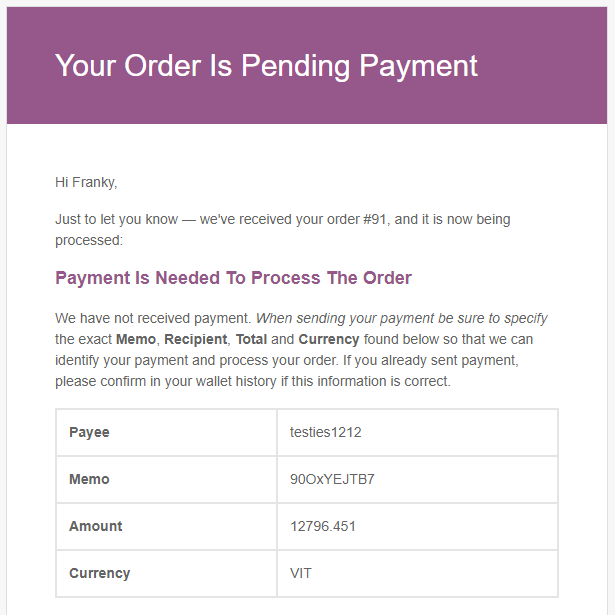 Your Order Is Pending Payment
Hi Franky,
Just to let you know — we've received your order #91, and it is now being
processed:
Payment Is Needed To Process The Order
We have not received payment. When sending your payment be sure to specify
the exact Memo, Recipient, Total and Currency found below so that we can
identify your payment and process your order. If you already sent payment,
please confirm in your wallet history if this information is correct.
Payee testies1212
Memo 90OxYEJTB7
Amount 12796.451
Currency VIT